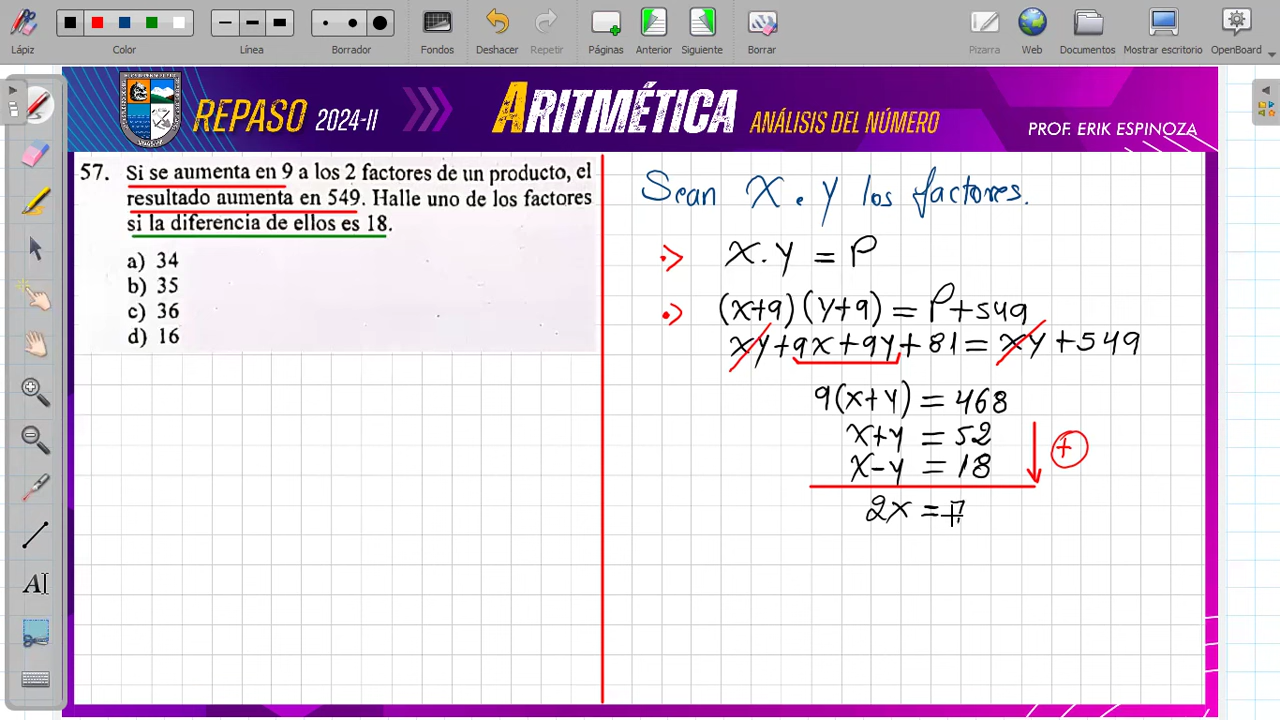 Lápiz Color Línea Borrador Fondos Deshacer Repetir Páginas Anterior Siguiente Borrar Pizarra Web Documentos Mostrar escritorio OpenBoard
REPASO 2024-II
ARITMÉTICA ANÁLISIS DEL NÚMERO
PROF. ERIK ESPINOZA
57. Si se aumenta en 9 a los 2 factores de un producto, el
resultado aumenta en 549. Halle uno de los factores
si la diferencia de ellos es 18.
a) 34
b) 35
c) 36
d) 16
Sean X . y los factores.
X . y = P
(x+9) (y+9) = P+549
xy+9x+9y+81 = xy+549
9(x+y) = 468
x+y = 52
x-y = 18
+
2x = 7
AI